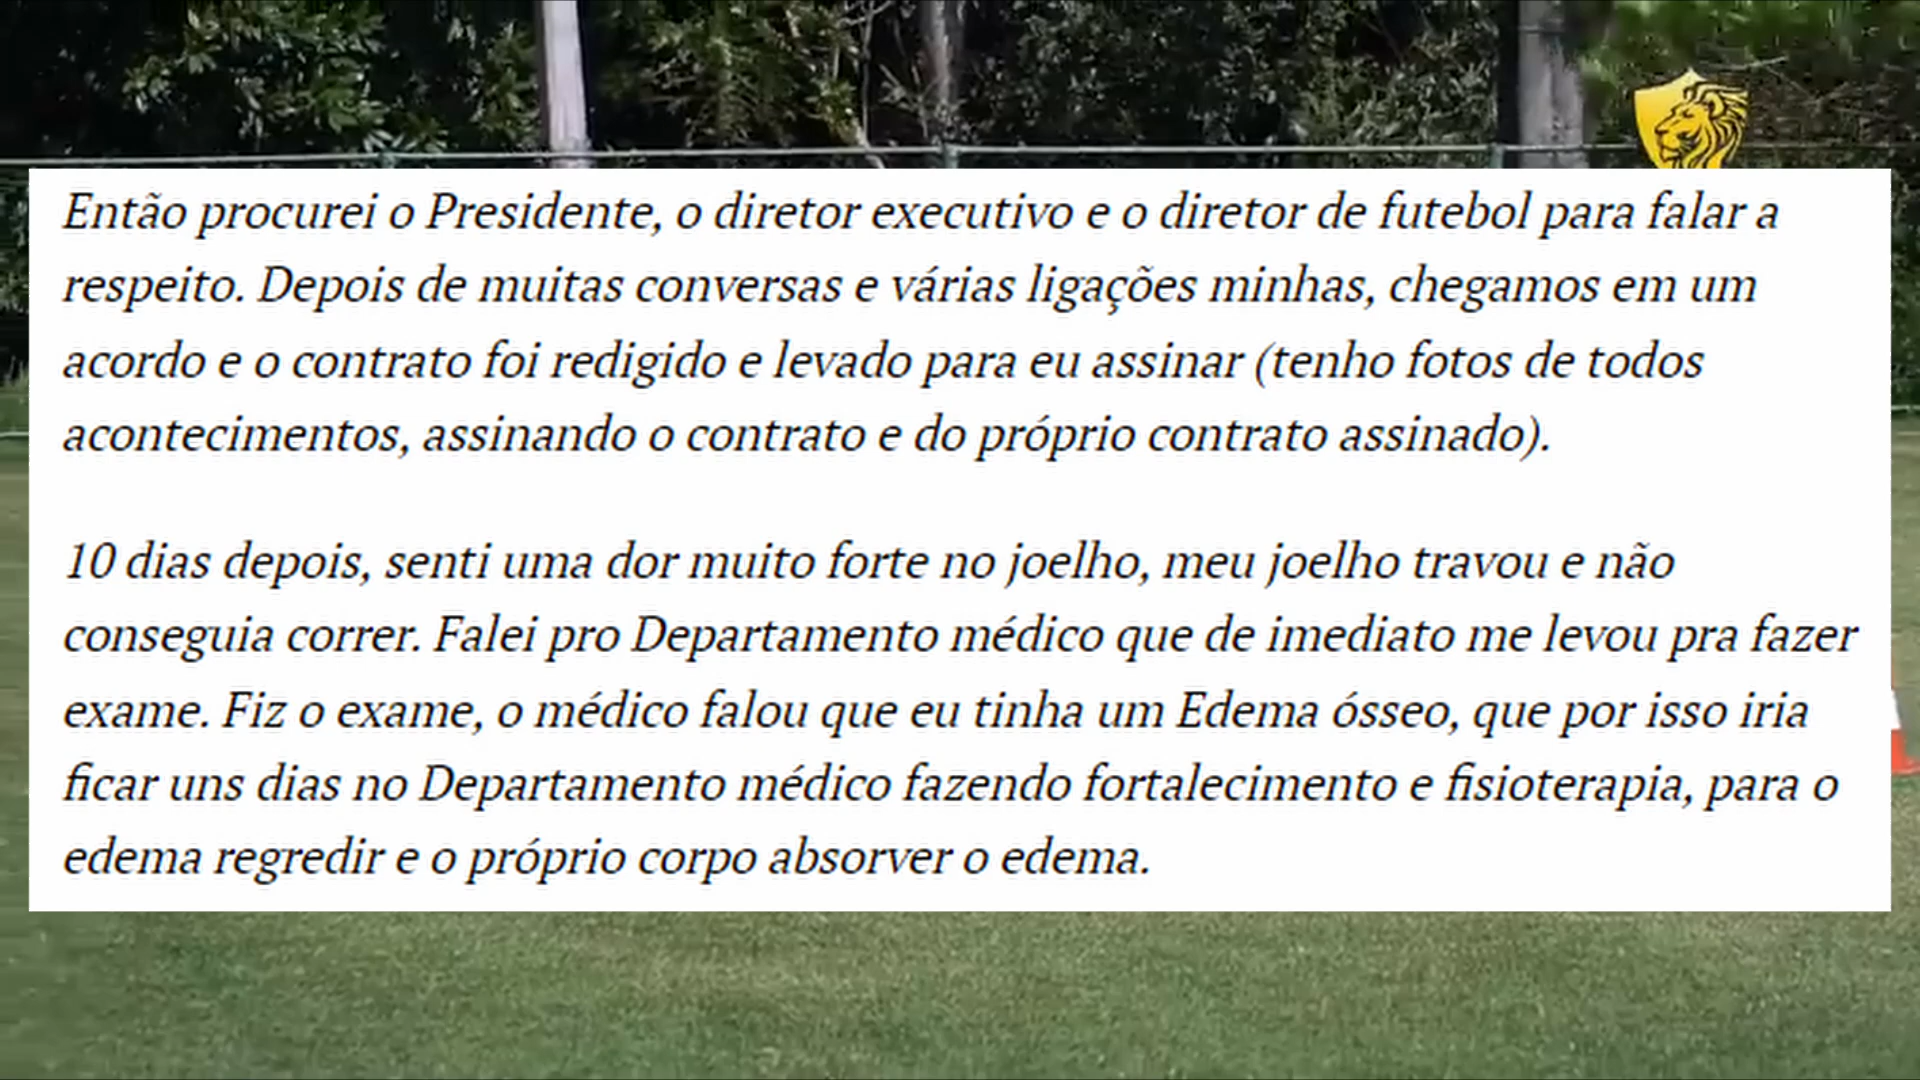 Então procurei o Presidente, o diretor executivo e o diretor de futebol para falar a
respeito. Depois de muitas conversas e várias ligações minhas, chegamos em um
acordo e o contrato foi redigido e levado para eu assinar (tenho fotos de todos
acontecimentos, assinando o contrato e do próprio contrato assinado).
10 dias depois, senti uma dor muito forte no joelho, meu joelho travou e não
conseguia correr. Falei pro Departamento médico que de imediato me levou pra fazer
exame. Fiz o exame, o médico falou que eu tinha um Edema ósseo, que por isso iria
ficar uns dias no Departamento médico fazendo fortalecimento e fisioterapia, para o
edema regredir e o próprio corpo absorver o edema.